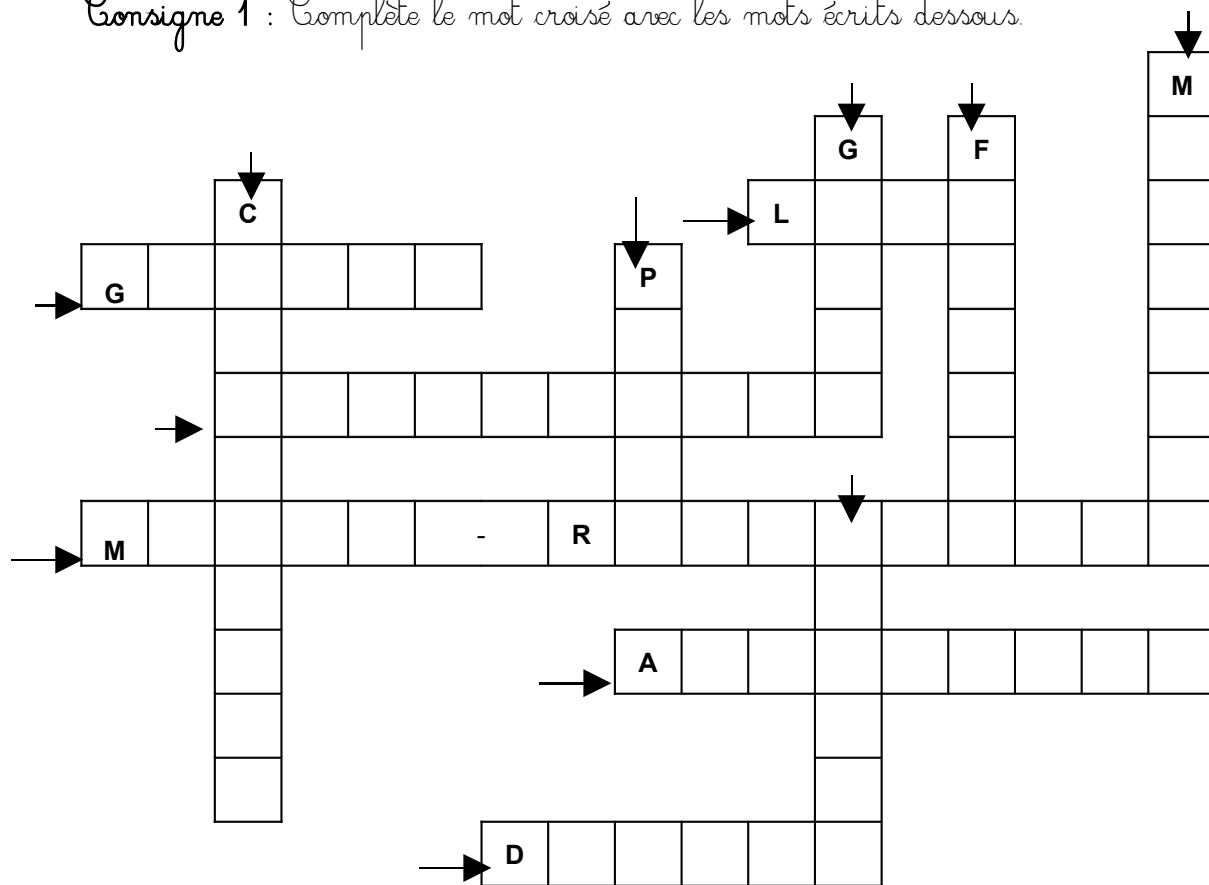 Consigne 1 : Complète le mot croisé avec les mots écrits dessous.
M
G F
C L
G P
M - R
A
D